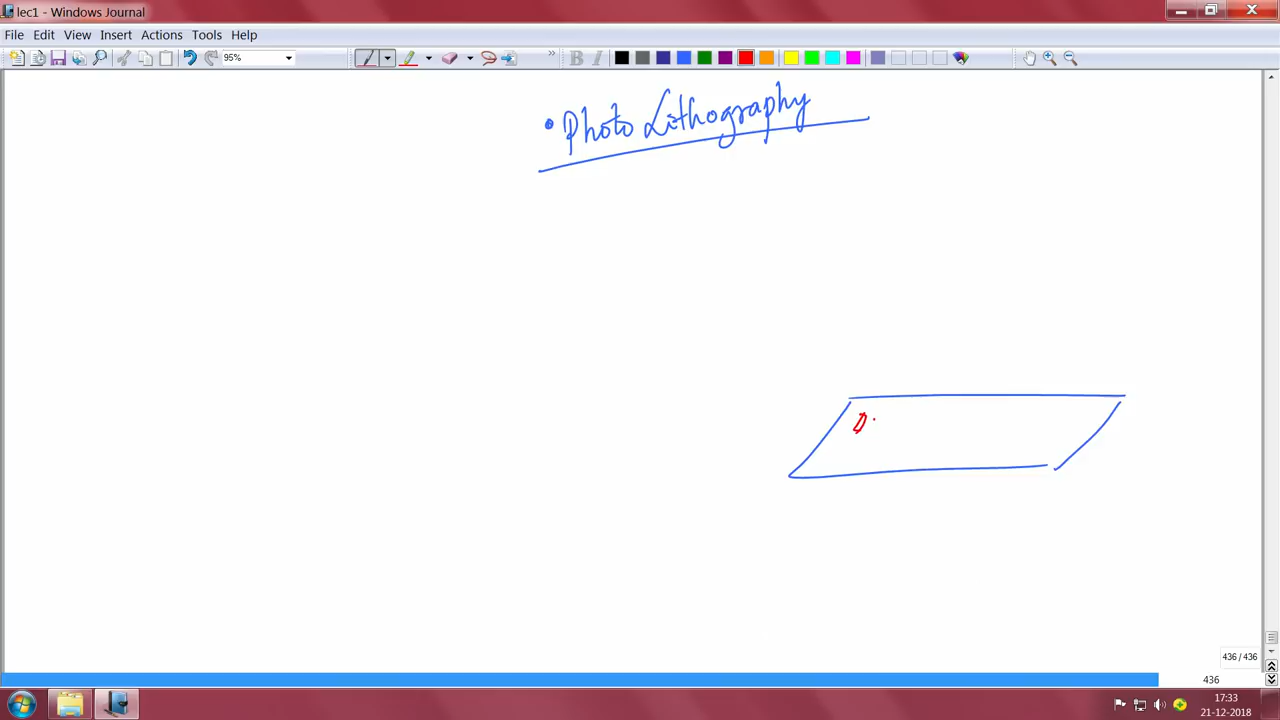 lec1 - Windows Journal
File Edit View Insert Actions Tools Help
95%
B I
• Photo Lithography
436 / 436
436
17:33
21-12-2018